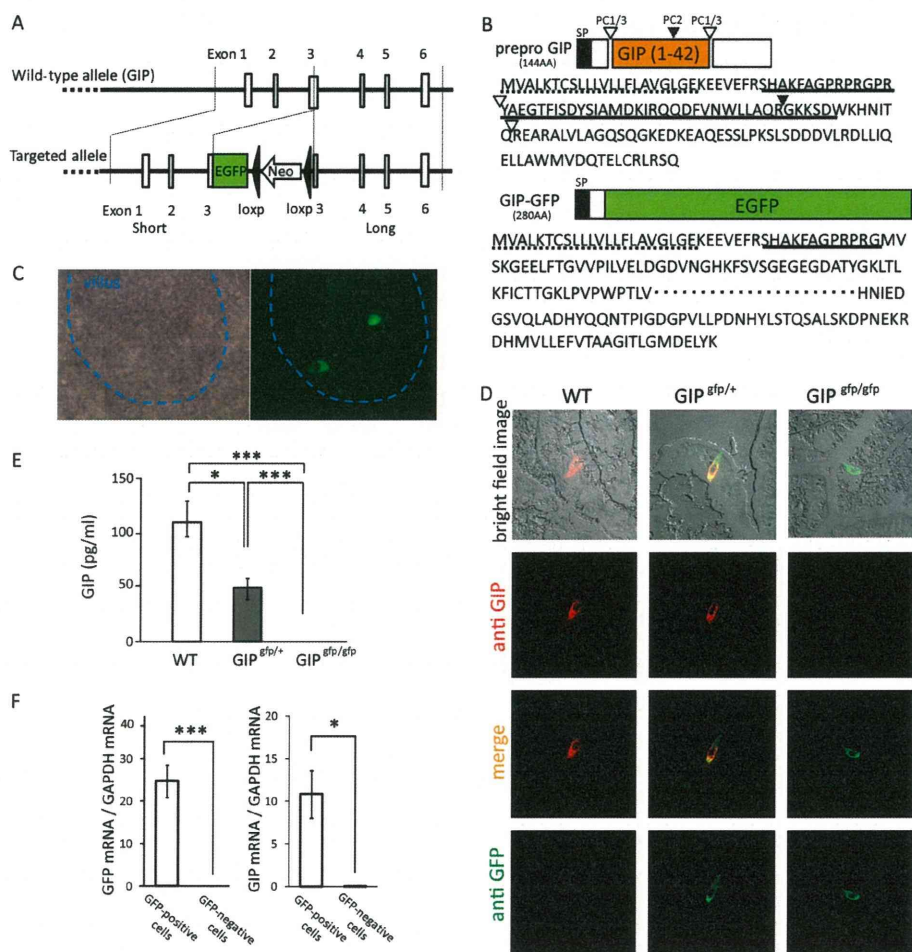 A
Exon 1 2 3 4 5 6
Wild-type allele (GIP)
Targeted allele
EGFP
Neo
Exon 1 2 3 loxp loxp 3 4 5 6
Short Long
B
PC1/3 PC2 PC1/3
SP
prepro GIP
(144AA)
GIP (1-42)
MVALKTCSLLLVLLFLAVGLGEKEEVEFRSHAKFAGPRPRGPR
YAEGTFISDYSIAMDKIRQQDFVNWLLAQRGKKSDWKHNIT
QREARALVLAGQSQGKEDKEAQESSLPKSLSDDDVLRDLLIQ
ELLAWMVDQTELCRLRSQ
SP
GIP-GFP
(280AA)
EGFP
MVALKTCSLLLVLLFLAVGLGEKEEVEFRSHAKFAGPRPRGMV
SKGEELFTGVVPILVELDGDVNGHKFSVSGEGEGDATYGKLTL
KFICTTGKLPVPWPTLV····················HNIED
GSVQLADHYQQNTPIGDGPVLLPDNHYLSTQSALSKDPNEKR
DHMVLLEFVTAAGITLGMDELYK
C
D
WT GIP gfp/+ GIP gfp/gfp
bright field image
anti GIP
merge
anti GFP
E
***
* ***
GIP (pg/ml)
150
100
50
0
WT GIP gfp/+ GIP gfp/gfp
F
GFP mRNA / GAPDH mRNA
40
30
20
10
0
***
GFP-positive cells
GFP-negative cells
GIP mRNA / GAPDH mRNA
20
15
10
5
0
*
GFP-positive cells
GFP-negative cells